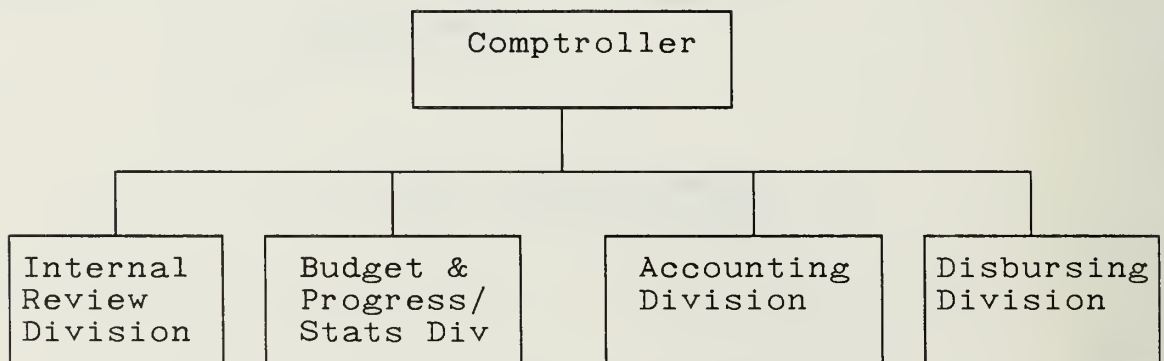 Comptroller
Internal
Review
Division
Budget &
Progress/
Stats Div
Accounting
Division
Disbursing
Division